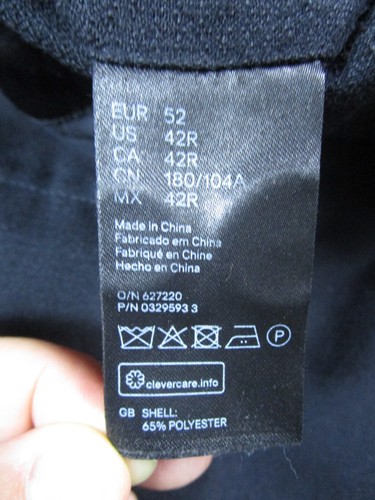 EUR 52
US 42R
CA 42R
CN 180/104A
MX 42R
Made in China
Fabricado em China
Fabriqué en Chine
Hecho en China
O/N 627220
P/N 0329593 3
P
clevercare.info
GB SHELL:
65% POLYESTER